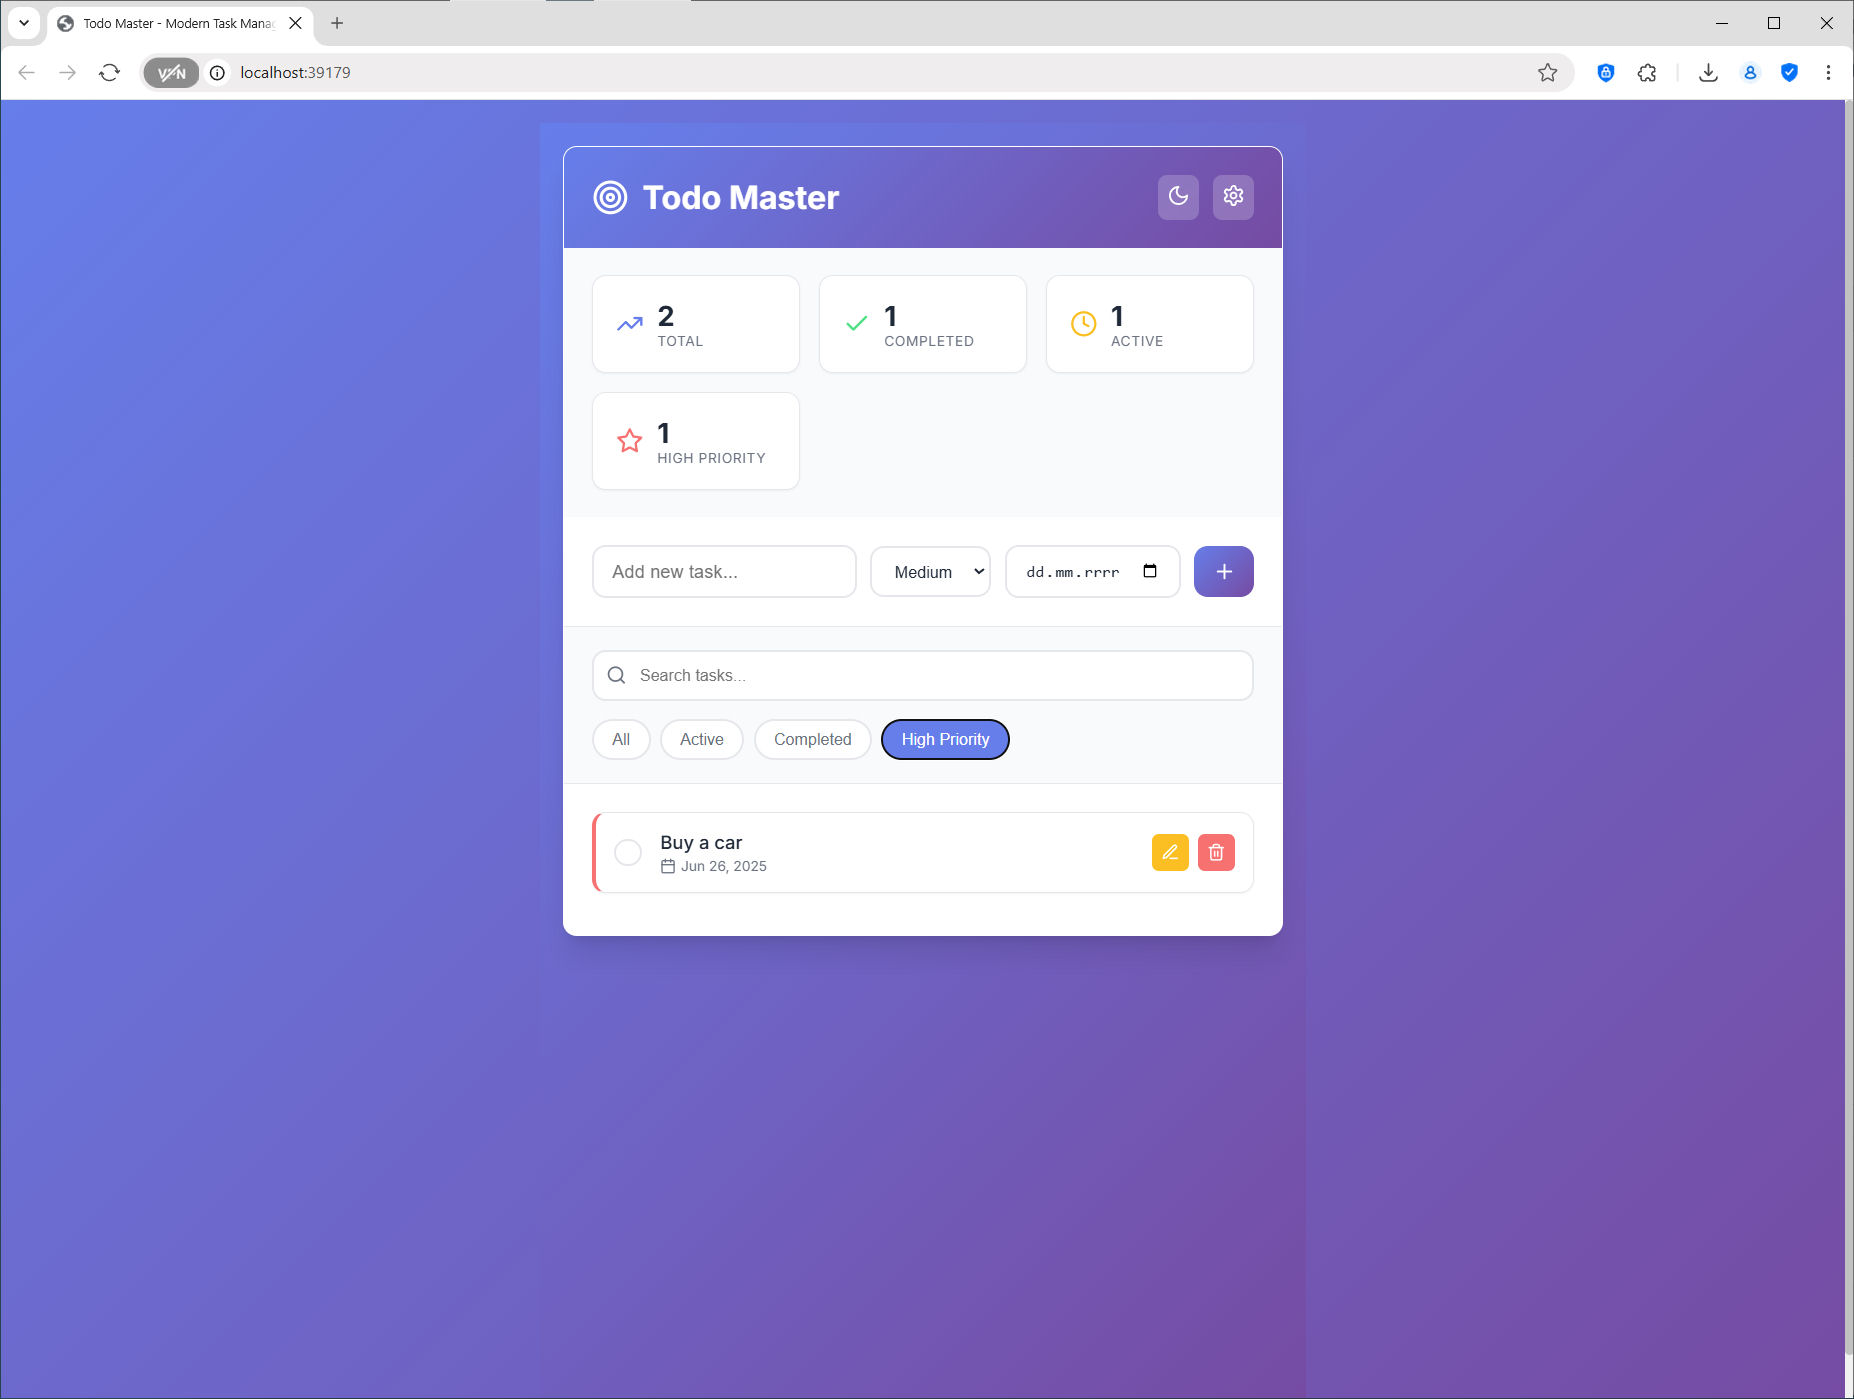 Todo Master - Modern Task Mana
VPN
localhost:39179
Todo Master
2
TOTAL
1
COMPLETED
1
ACTIVE
1
HIGH PRIORITY
Add new task...
Medium
dd.mm.rrrr
Search tasks...
All
Active
Completed
High Priority
Buy a car
Jun 26, 2025